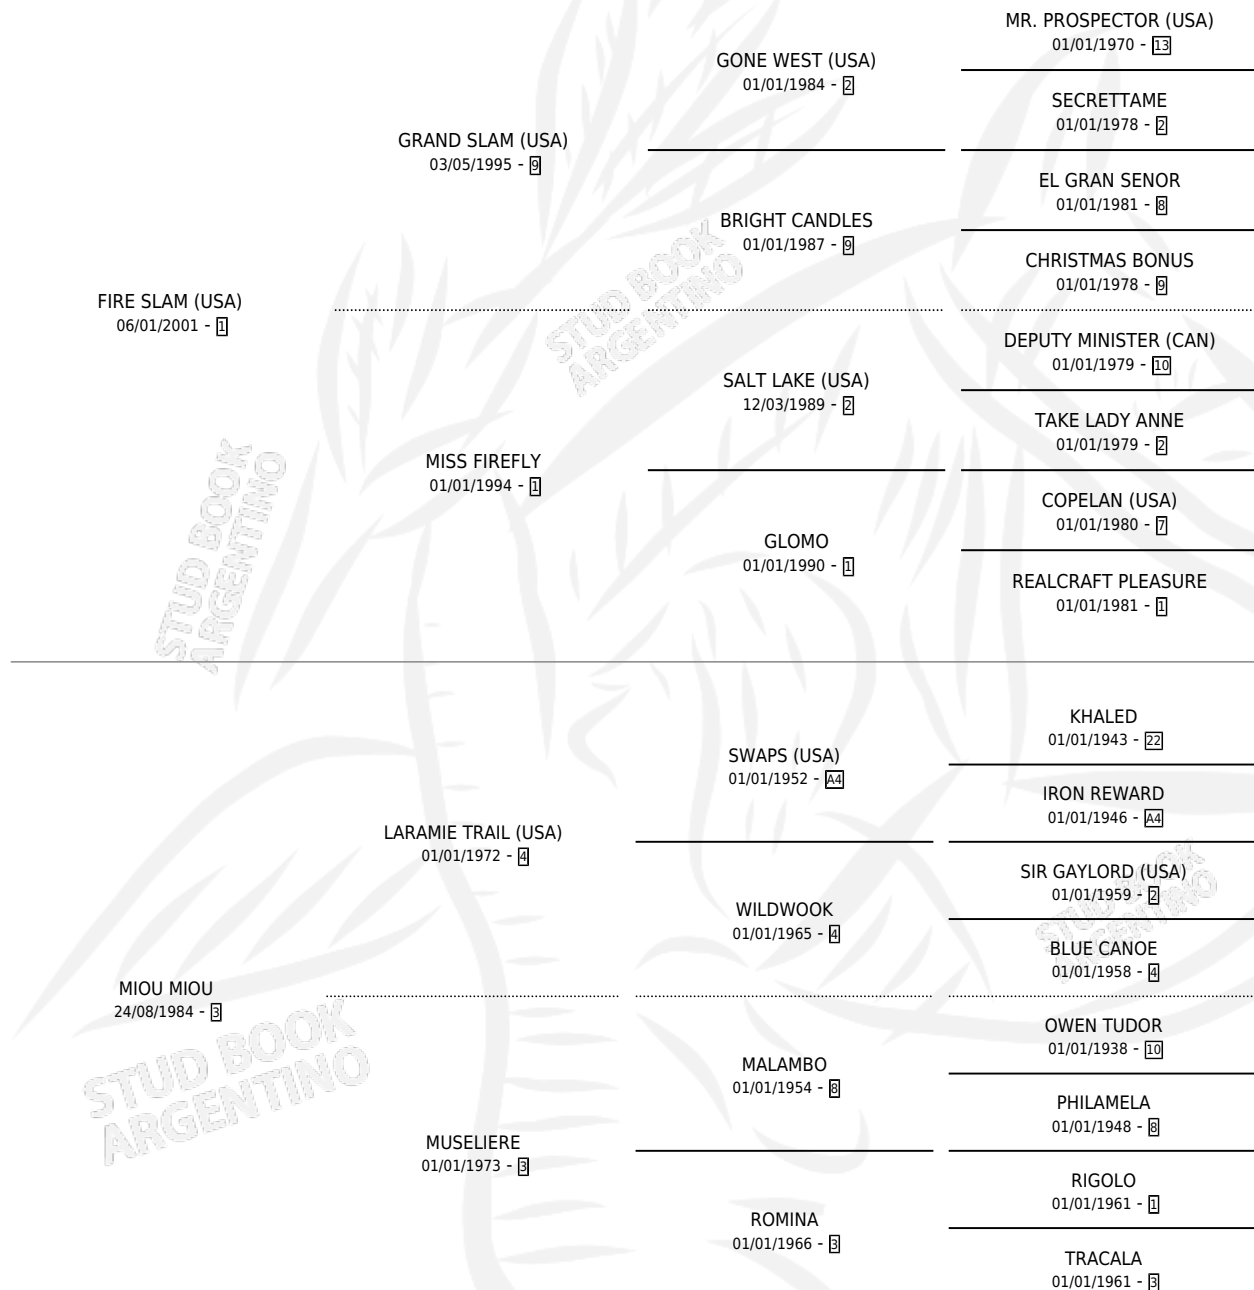 MR. PROSPECTOR (USA)
01/01/1970 - 13
GONE WEST (USA)
01/01/1984 - 2
SECRETTAME
01/01/1978 - 2
GRAND SLAM (USA)
03/05/1995 - 9
EL GRAN SENOR
01/01/1981 - 8
BRIGHT CANDLES
01/01/1987 - 9
CHRISTMAS BONUS
01/01/1978 - 9
FIRE SLAM (USA)
06/01/2001 - 1
DEPUTY MINISTER (CAN)
01/01/1979 - 10
SALT LAKE (USA)
12/03/1989 - 2
TAKE LADY ANNE
01/01/1979 - 2
MISS FIREFLY
01/01/1994 - 1
COPELAN (USA)
01/01/1980 - 7
GLOMO
01/01/1990 - 1
REALCRAFT PLEASURE
01/01/1981 - 1
KHALED
01/01/1943 - 22
SWAPS (USA)
01/01/1952 - A4
IRON REWARD
01/01/1946 - A4
LARAMIE TRAIL (USA)
01/01/1972 - 4
SIR GAYLORD (USA)
01/01/1959 - 2
WILDWOOK
01/01/1965 - 4
BLUE CANOE
01/01/1958 - 4
MIOU MIOU
24/08/1984 - 3
OWEN TUDOR
01/01/1938 - 10
MALAMBO
01/01/1954 - 8
PHILAMELA
01/01/1948 - 8
MUSELIERE
01/01/1973 - 3
RIGOLO
01/01/1961 - 1
ROMINA
01/01/1966 - 3
TRACALA
01/01/1961 - 3
STUD BOOK
ARGENTINO
STUD BOOK
ARGENTINO
STUD BOOK
ARGENTINO
STUD BOOK
ARGENTINO